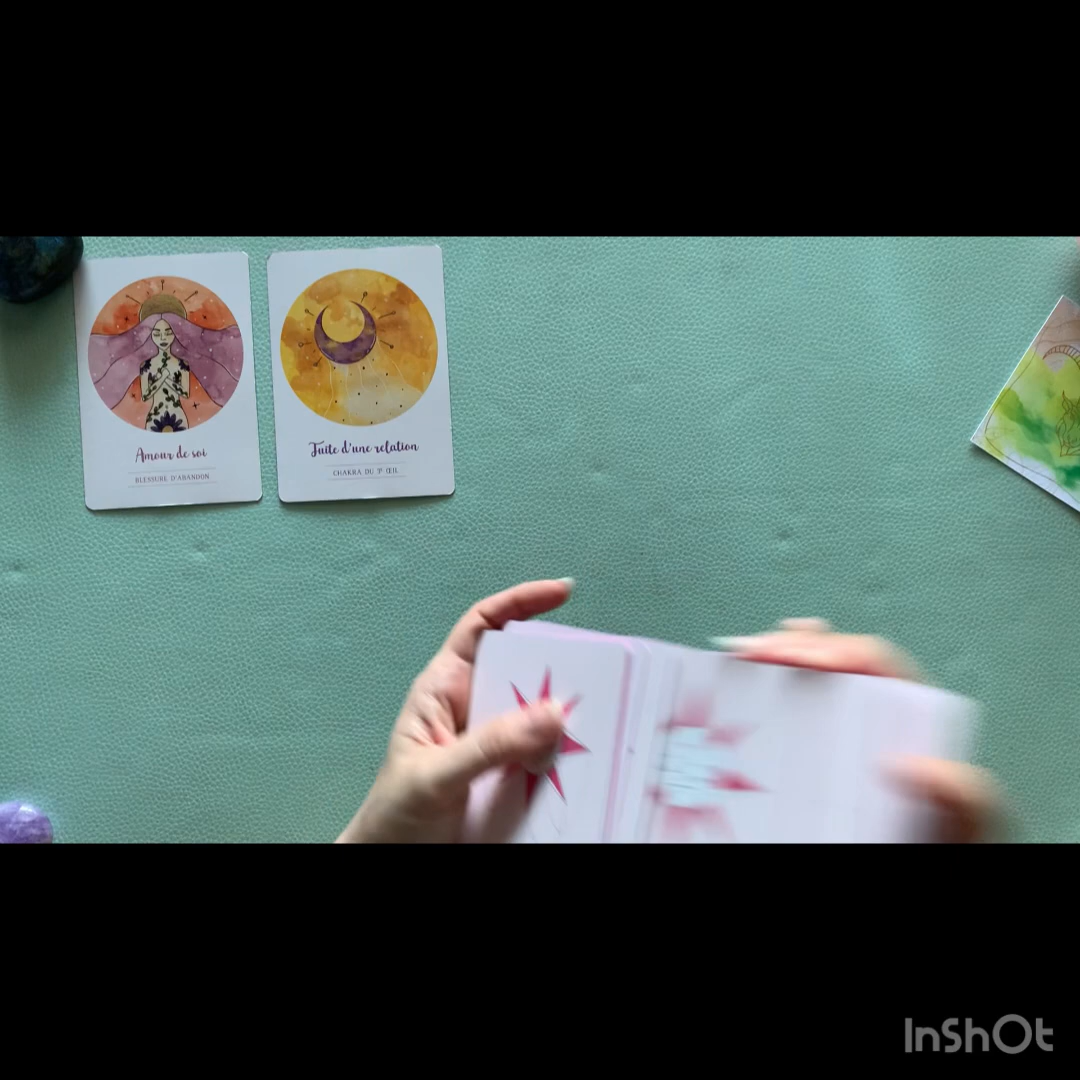 Amour de soi
BLESSURE D'ABANDON
Fuite d'une relation
CHAKRA DU 3ᵉ ŒIL
InShOt